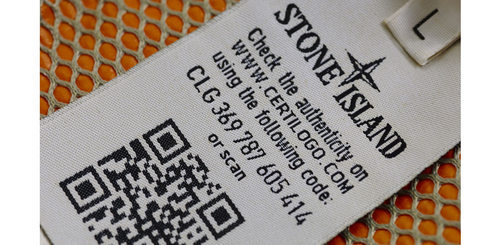 L
STONE ISLAND
Check the authenticity on
WWW.CERTILOGO.COM
using the following code:
CLG 369 787 605 414
or scan